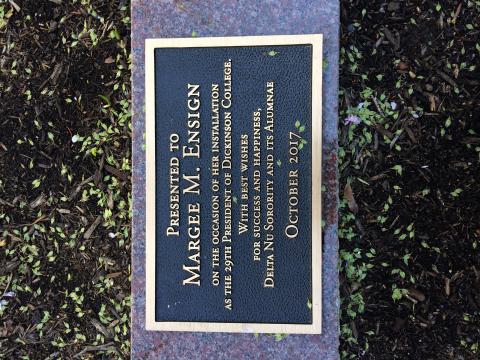 Presented to
Margee M. Ensign
on the occasion of her installation
as the 29th President of Dickinson College.
With best wishes
for success and happiness,
Delta Nu Sorority and its Alumnae
October 2017